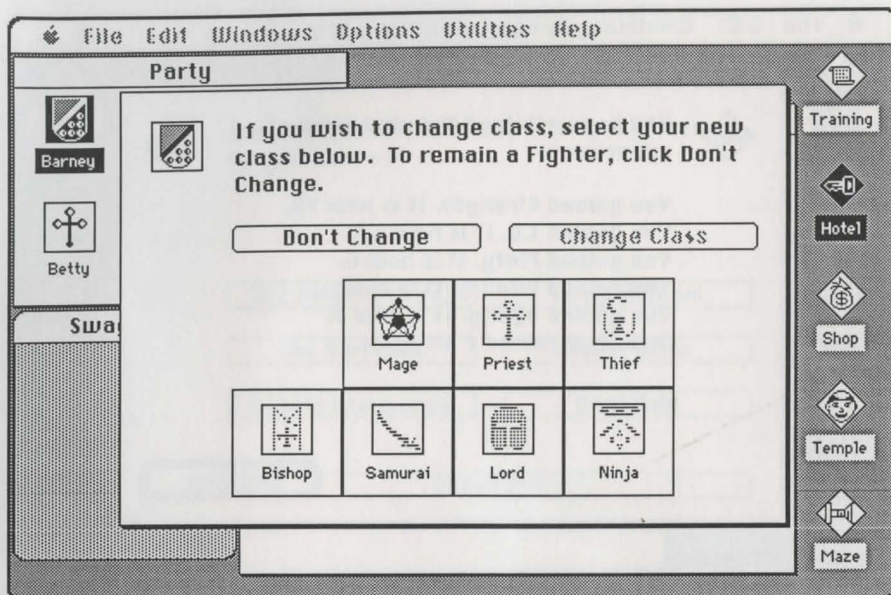 File Edit Windows Options Utilities Help
Party
Barney
Betty
If you wish to change class, select your new
class below. To remain a Fighter, click Don't
Change.
Don't Change Change Class
Mage Priest Thief
Bishop Samurai Lord Ninja
Training
Hotel
Shop
Temple
Maze